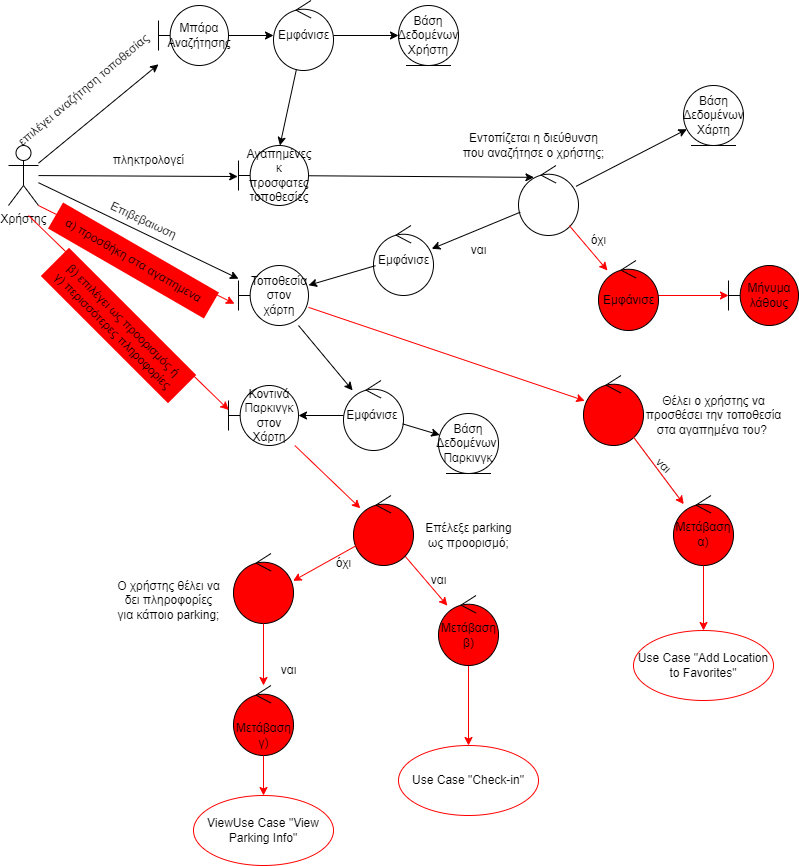 Μπάρα
Αναζήτησης
Εμφάνισε
Βάση
Δεδομένων
Χρήστη
επιλέγει αναζήτηση τοποθεσίας
Βάση
Δεδομένων
Χάρτη
Εντοπίζεται η διεύθυνση
που αναζήτησε ο χρήστης;
πληκτρολογεί
Αγαπημένες
κ
προσφατες
τοποθεσίες
Χρήστης
Επιβεβαιωση
α) προσθήκη στα αγαπημενα
ναι
όχι
Εμφάνισε
Τοποθεσία
στον
χάρτη
Εμφάνισε
Μήνυμα
λάθους
β) επιλέγει ως προορισμός ή
γ) περισσότερες πληροφορίες
Κοντινά
Παρκινγκ
στον
Χάρτη
Εμφάνισε
Βάση
Δεδομένων
Παρκινγκ
Θέλει ο χρήστης να
προσθέσει την τοποθεσία
στα αγαπημένα του?
ναι
Επέλεξε parking
ως προορισμό;
Μετάβαση
α)
όχι
ναι
Ο χρήστης θέλει να
δει πληροφορίες
για κάποιο parking;
Μετάβαση
β)
Use Case "Add Location
to Favorites"
ναι
Μετάβαση
γ)
Use Case "Check-in"
ViewUse Case "View
Parking Info"